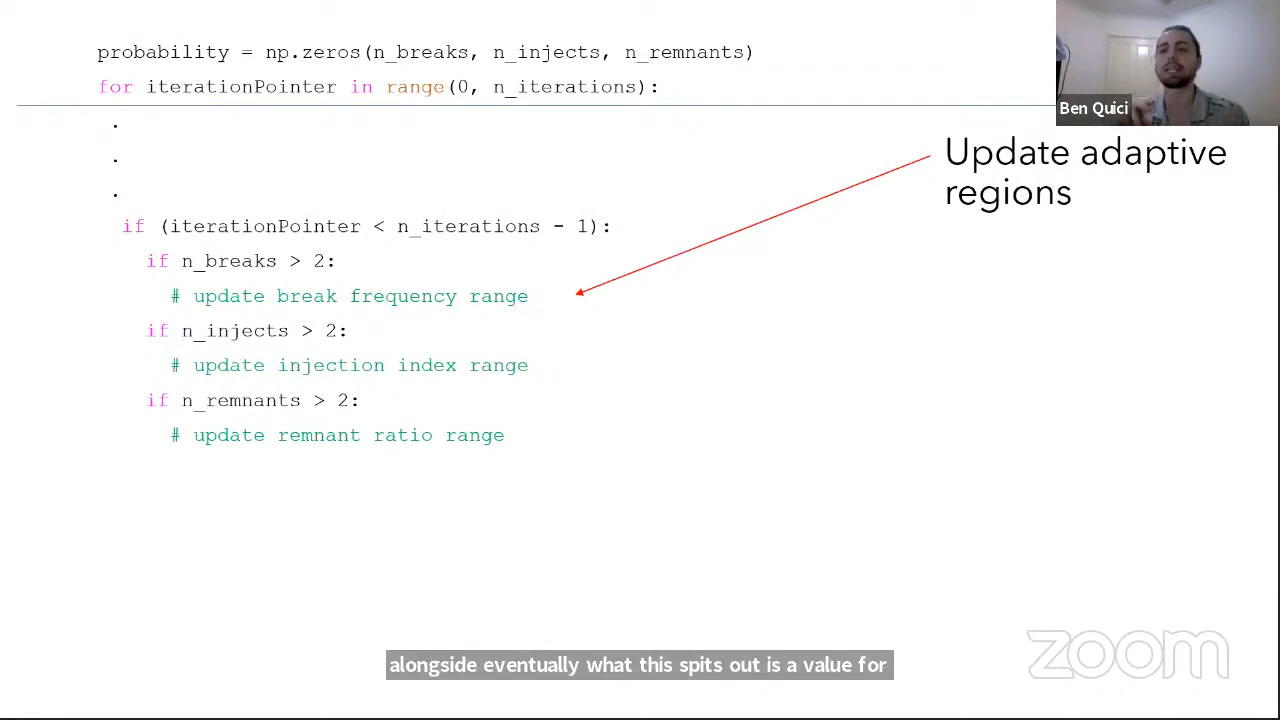 probability = np.zeros(n_breaks, n_injects, n_remnants)
for iterationPointer in range(0, n_iterations):
.
.
.
if (iterationPointer < n_iterations - 1):
if n_breaks > 2:
# update break frequency range
if n_injects > 2:
# update injection index range
if n_remnants > 2:
# update remnant ratio range
Ben Quici
Update adaptive
regions
alongside eventually what this spits out is a value for
zoom